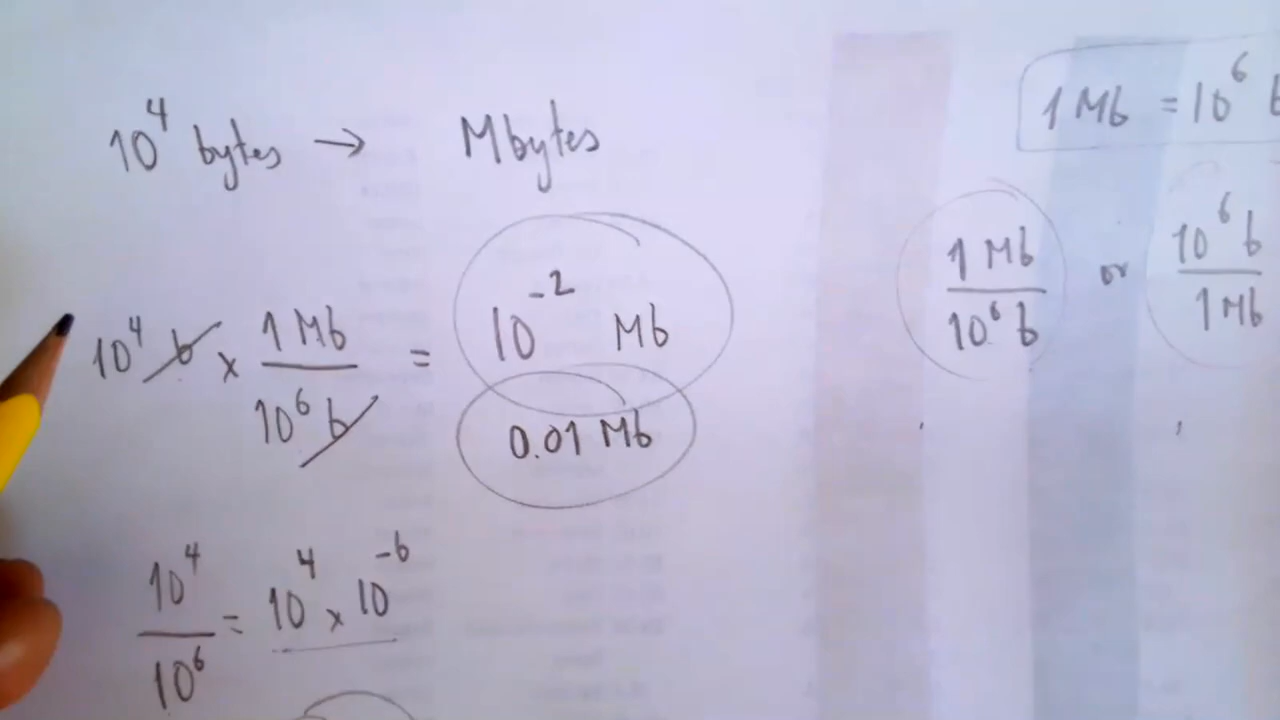 10⁴ bytes → Mbytes
10⁴ b × 1 Mb / 10⁶ b = 10⁻² Mb
0.01 Mb
10⁴ / 10⁶ = 10⁴ × 10⁻⁶
1 Mb = 10⁶ b
1 Mb / 10⁶ b or 10⁶ b / 1 Mb